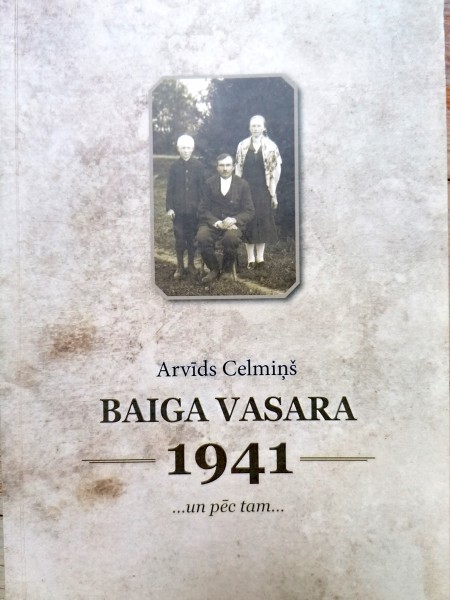 Arvīds Celmiņš
BAIGA VASARA
1941
...un pēc tam...